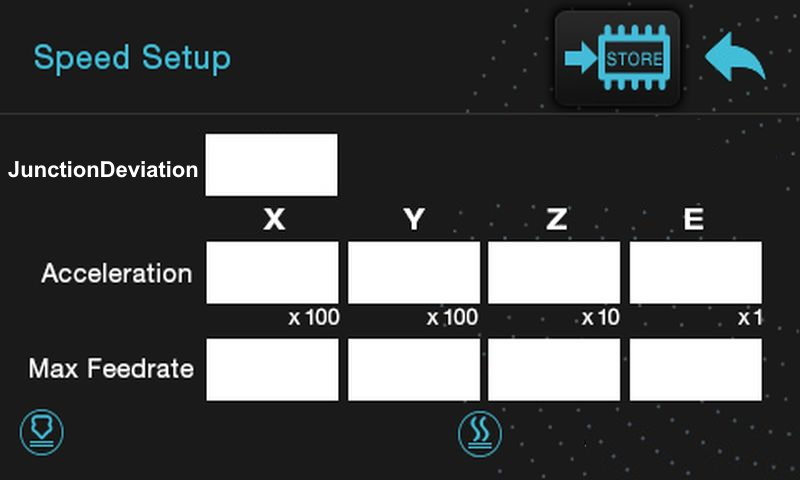 Speed Setup
STORE
JunctionDeviation
X Y Z E
Acceleration
x 100 x 100 x 10 x 1
Max Feedrate